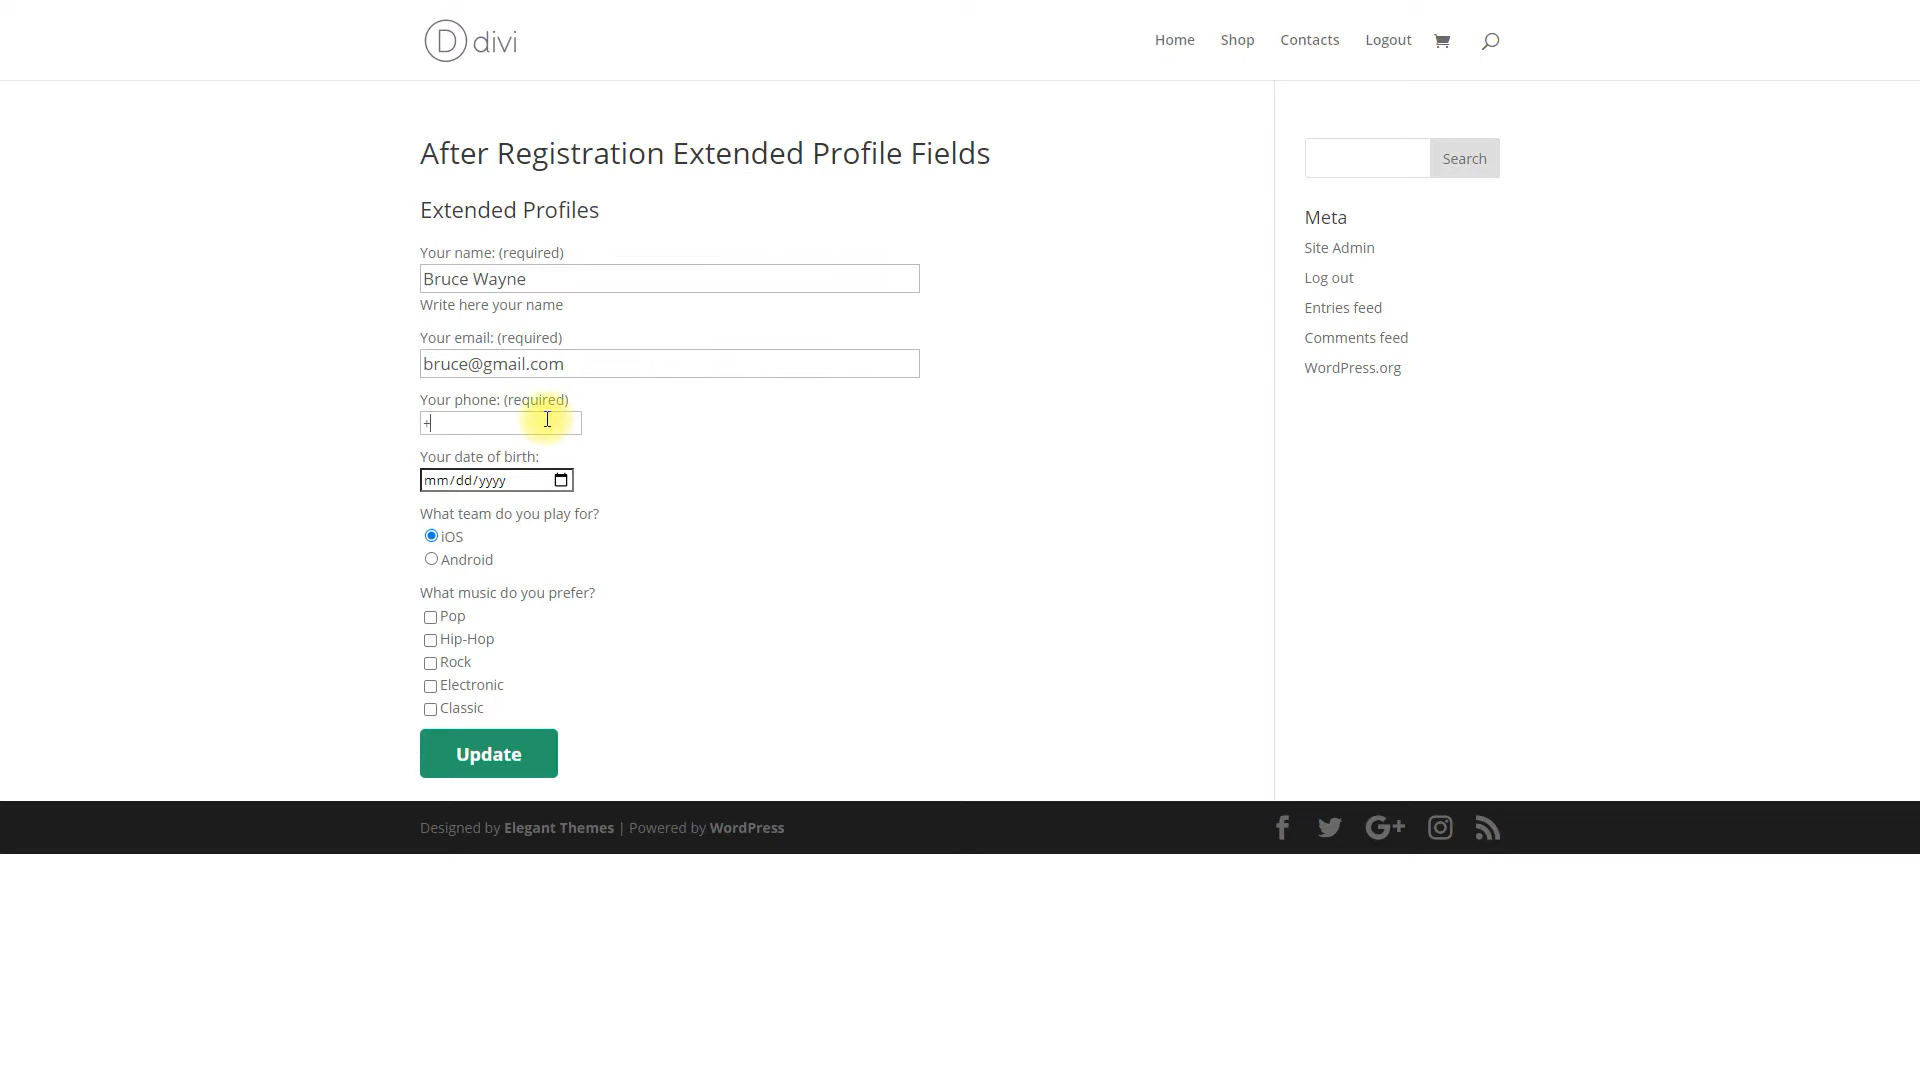 D divi
Home Shop Contacts Logout
After Registration Extended Profile Fields
Search
Extended Profiles
Meta
Your name: (required)
Site Admin
Bruce Wayne
Log out
Write here your name
Entries feed
Your email: (required)
Comments feed
bruce@gmail.com
WordPress.org
Your phone: (required)
+
Your date of birth:
mm/dd/yyyy
What team do you play for?
iOS
Android
What music do you prefer?
Pop
Hip-Hop
Rock
Electronic
Classic
Update
Designed by Elegant Themes | Powered by WordPress